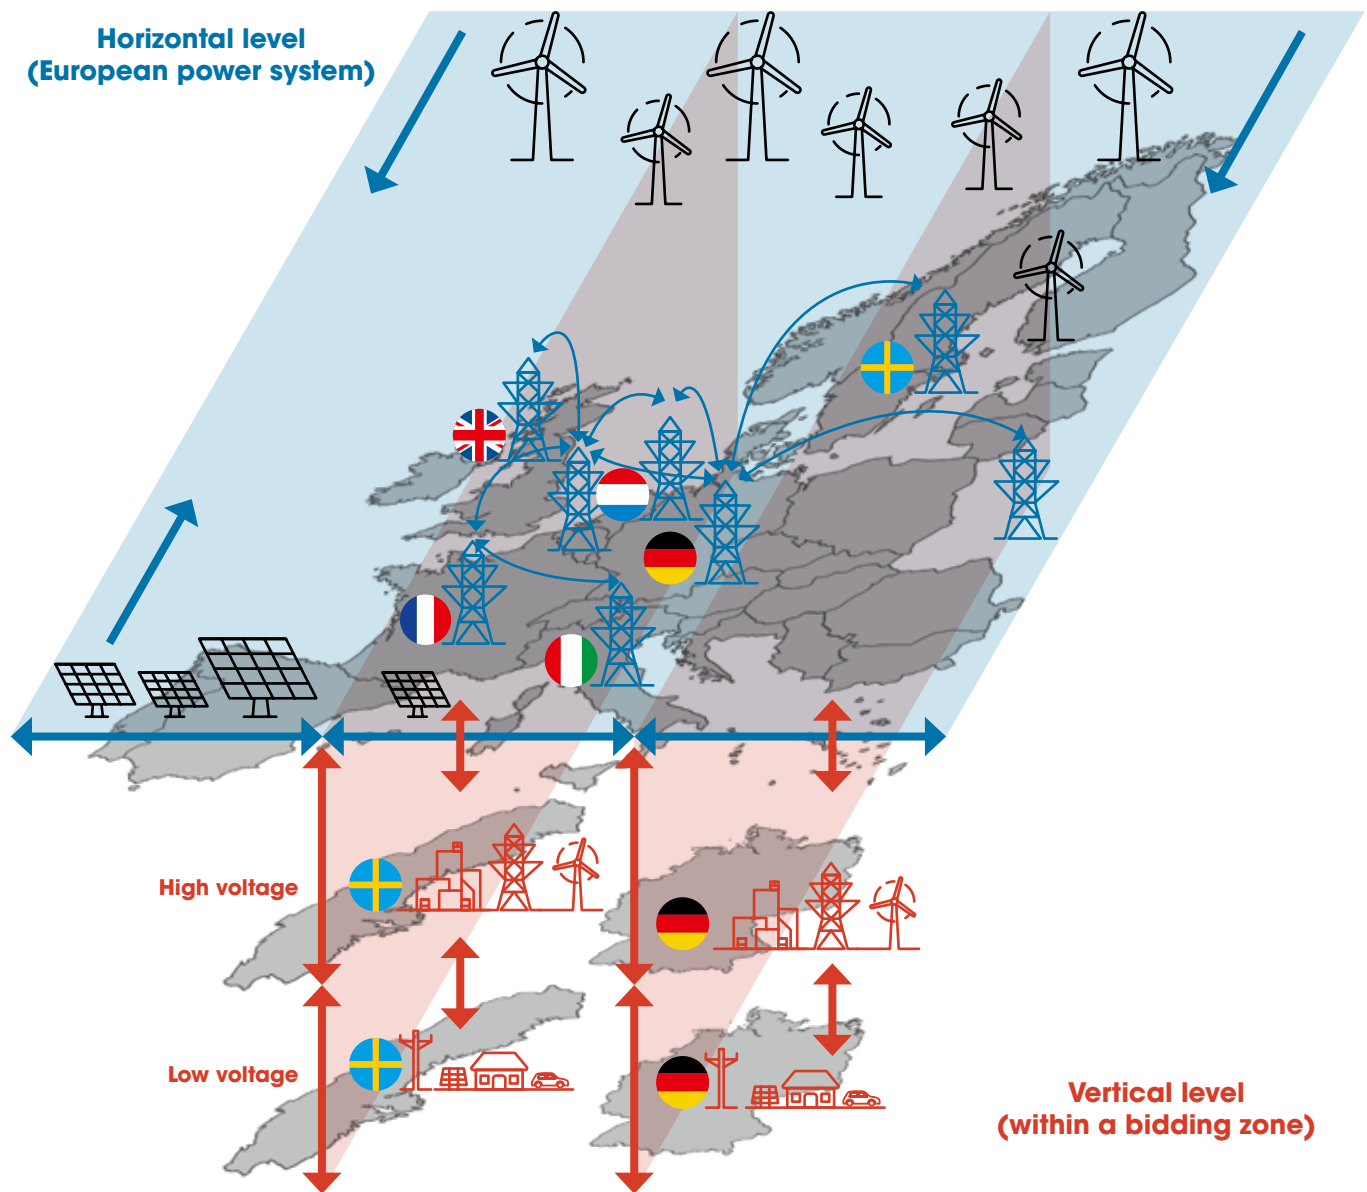 Horizontal level
(European power system)
High voltage
Low voltage
Vertical level
(within a bidding zone)